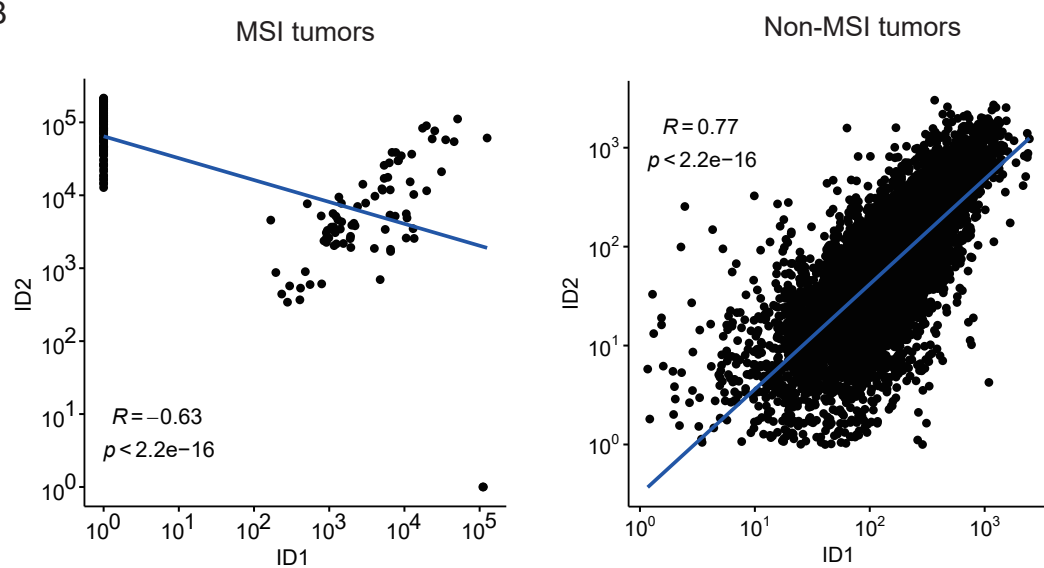 B
MSI tumors
10^5
10^4
10^3
10^2
10^1
10^0
ID2
R=−0.63
p<2.2e−16
10^0 10^1 10^2 10^3 10^4 10^5
ID1
Non-MSI tumors
10^3
10^2
10^1
10^0
ID2
R=0.77
p<2.2e−16
10^0 10^1 10^2 10^3
ID1